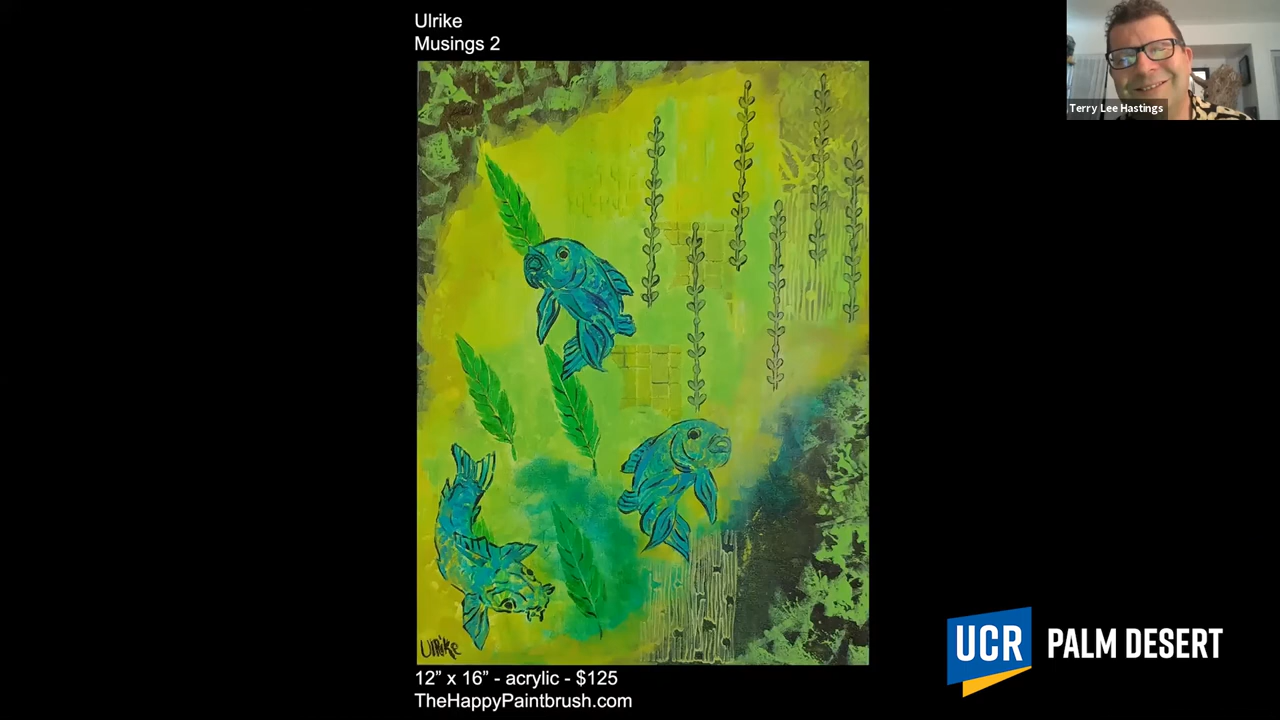 Ulrike
Musings 2
Terry Lee Hastings
Ulrike
12” x 16” - acrylic - $125
TheHappyPaintbrush.com
UCR PALM DESERT